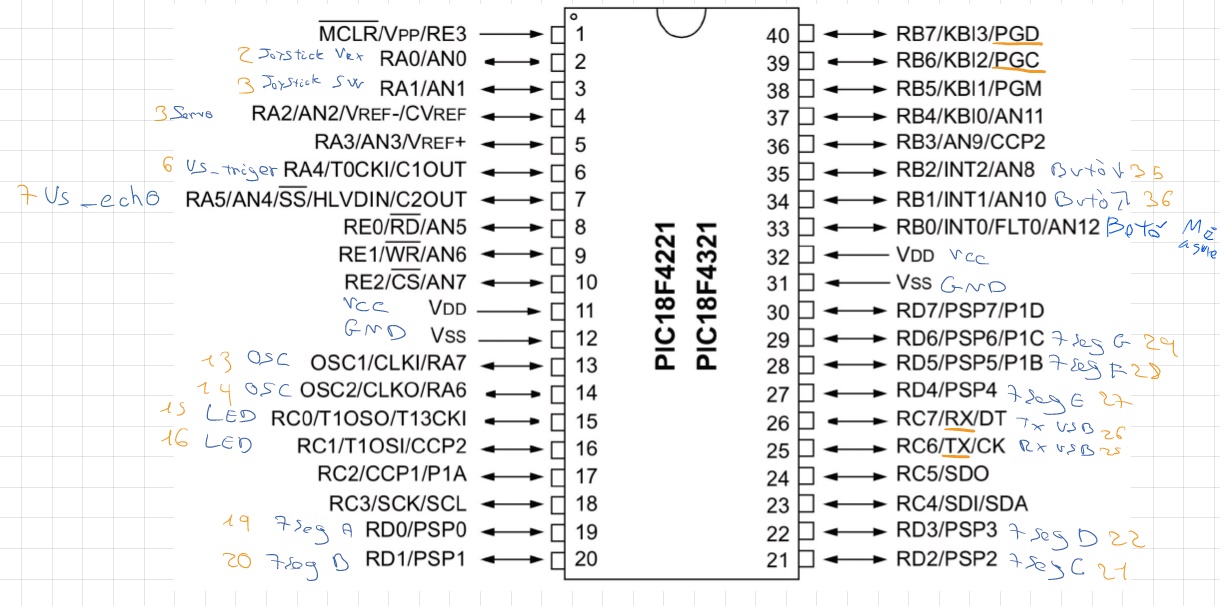 MCLR/VPP/RE3 1
2 Joystick Vrx RA0/AN0 2
3 Joystick SW RA1/AN1 3
3 Servo RA2/AN2/VREF-/CVREF 4
RA3/AN3/VREF+ 5
6 Us_triger RA4/T0CKI/C1OUT 6
7 Us_echo RA5/AN4/SS/HLVDIN/C2OUT 7
RE0/RD/AN5 8
RE1/WR/AN6 9
RE2/CS/AN7 10
VCC VDD 11
GND VSS 12
13 OSC OSC1/CLKI/RA7 13
14 OSC OSC2/CLKO/RA6 14
15 LED RC0/T1OSO/T13CKI 15
16 LED RC1/T1OSI/CCP2 16
RC2/CCP1/P1A 17
RC3/SCK/SCL 18
19 7seg A RD0/PSP0 19
20 7seg B RD1/PSP1 20
PIC18F4221
PIC18F4321
40 RB7/KBI3/PGD
39 RB6/KBI2/PGC
38 RB5/KBI1/PGM
37 RB4/KBI0/AN11
36 RB3/AN9/CCP2
35 RB2/INT2/AN8 Butò 35
34 RB1/INT1/AN10 Butò 36
33 RB0/INT0/FLT0/AN12 Botó
32 VDD VCC
31 VSS GND
30 RD7/PSP7/P1D
29 RD6/PSP6/P1C 7seg G 29
28 RD5/PSP5/P1B 7seg F 28
27 RD4/PSP4 7seg E 27
26 RC7/RX/DT Tx USB 26
25 RC6/TX/CK Rx USB 25
24 RC5/SDO
23 RC4/SDI/SDA
22 RD3/PSP3 7seg D 22
21 RD2/PSP2 7seg C 21